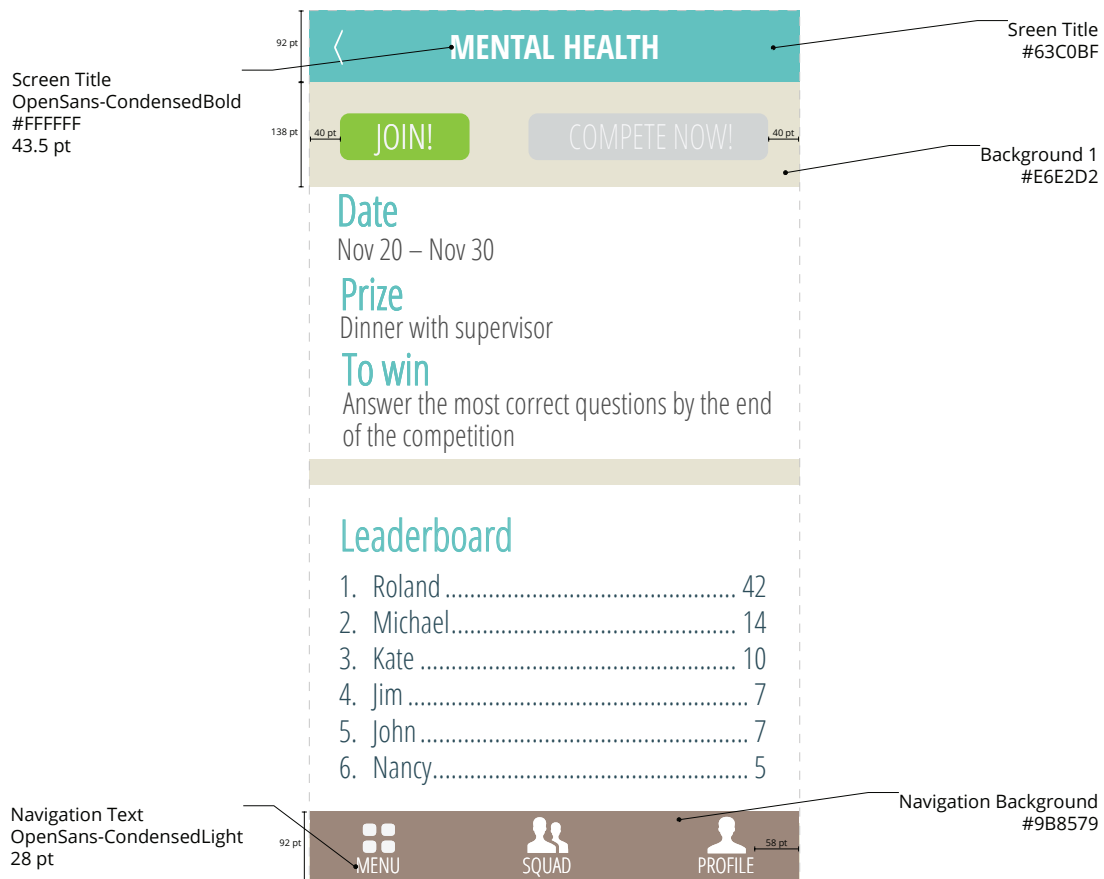 92 pt
MENTAL HEALTH
Sreen Title
#63C0BF
Screen Title
OpenSans-CondensedBold
#FFFFFF
43.5 pt
138 pt
40 pt
JOIN!
COMPETE NOW!
40 pt
Background 1
#E6E2D2
Date
Nov 20 – Nov 30
Prize
Dinner with supervisor
To win
Answer the most correct questions by the end
of the competition
Leaderboard
1. Roland .............................................. 42
2. Michael............................................. 14
3. Kate .................................................. 10
4. Jim ...................................................... 7
5. John .................................................... 7
6. Nancy.................................................. 5
Navigation Text
OpenSans-CondensedLight
28 pt
92 pt
MENU
SQUAD
PROFILE
58 pt
Navigation Background
#9B8579